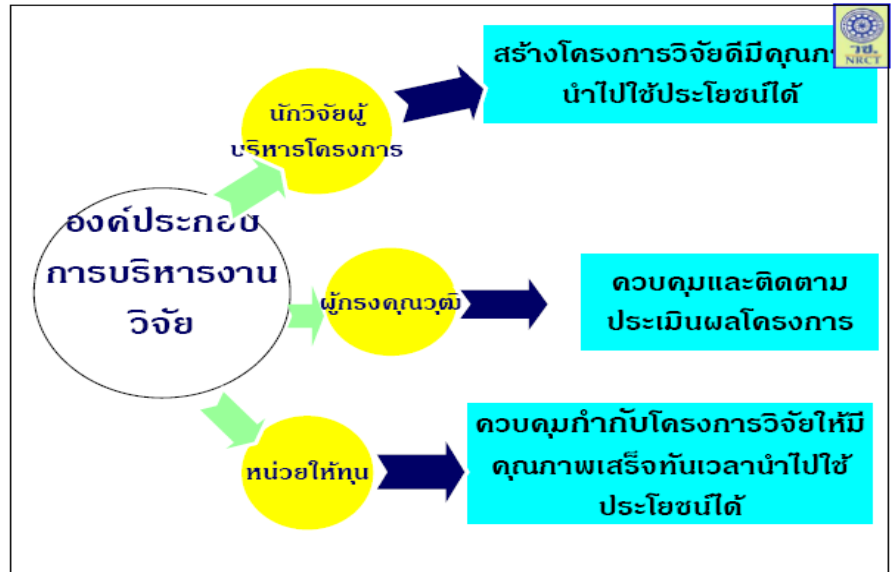 วช.
NRCT
สร้างโครงการวิจัยดีมีคุณภ
นำไปใช้ประโยชน์ได้
นักวิจัยผู้
บริหารโครงการ
องค์ประกอบ
การบริหารงาน
วิจัย
ผู้ทรงคุณวุฒิ
ควบคุมและติดตาม
ประเมินผลโครงการ
หน่วยให้ทุน
ควบคุมกำกับโครงการวิจัยให้มี
คุณภาพเสร็จทันเวลานำไปใช้
ประโยชน์ได้